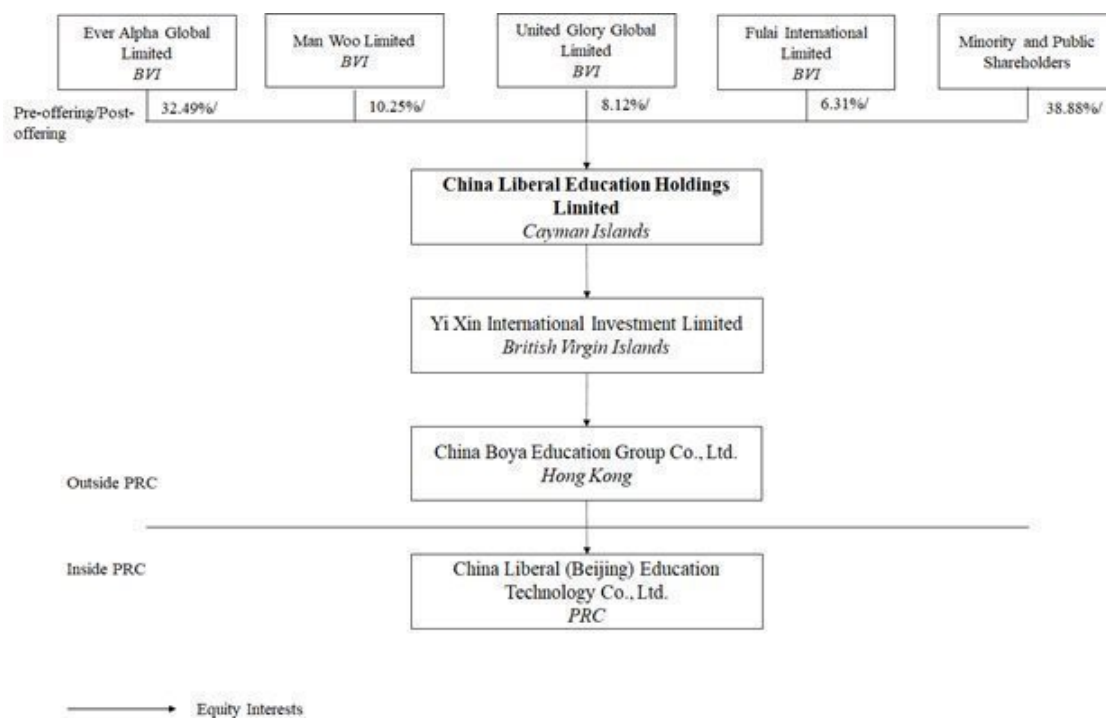 Ever Alpha Global
Limited
BVI
Man Woo Limited
BVI
United Glory Global
Limited
BVI
Fulai International Limited
BVI
Minority and Public
Shareholders
Pre-offering/Post-
offering
32.49%/
10.25%/
8.12%/
6.31%/
38.88%/
China Liberal Education Holdings
Limited
Cayman Islands
Yi Xin International Investment Limited
British Virgin Islands
China Boya Education Group Co., Ltd.
Hong Kong
Outside PRC
Inside PRC
China Liberal (Beijing) Education
Technology Co., Ltd.
PRC
Equity Interests